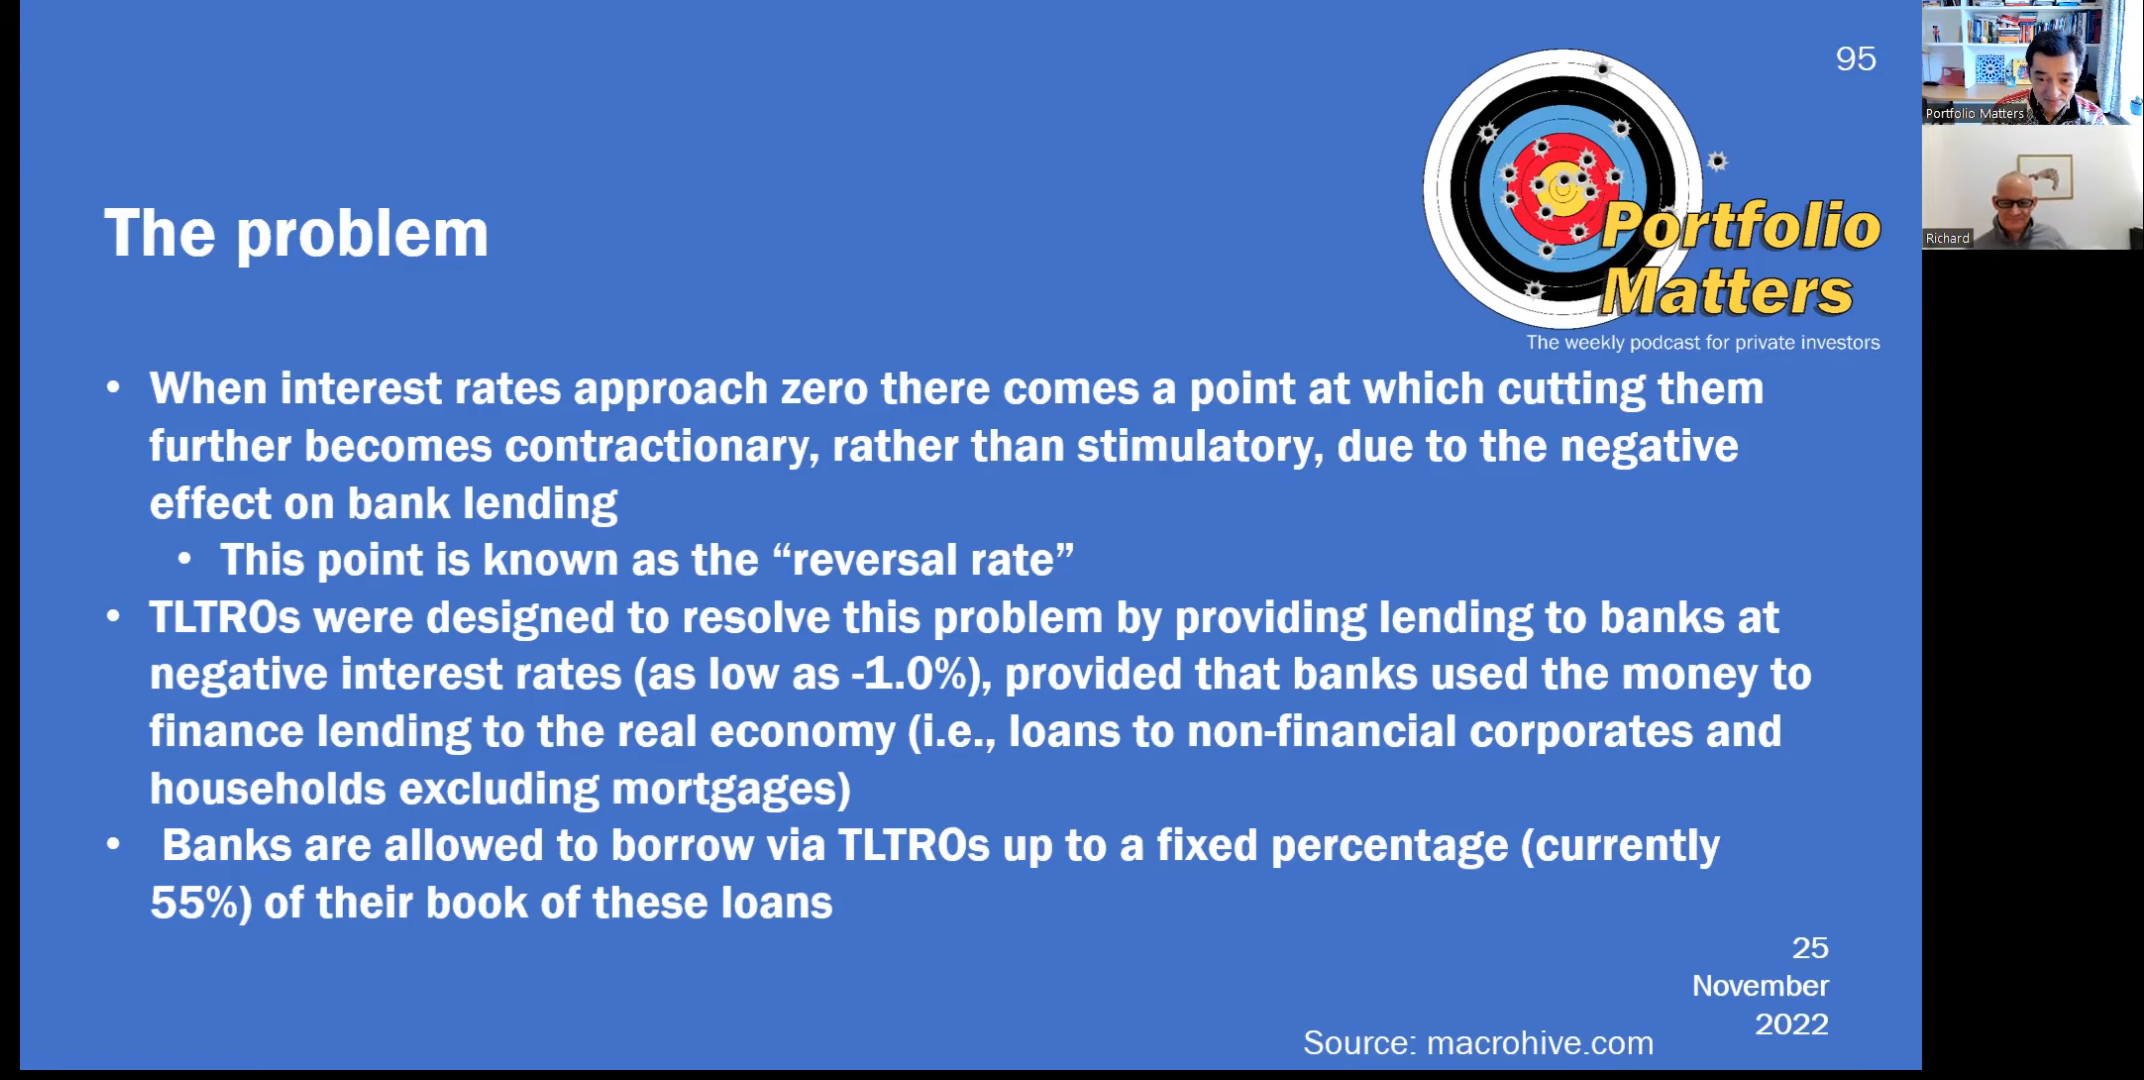 95
Portfolio
Matters
The weekly podcast for private investors
The problem
• When interest rates approach zero there comes a point at which cutting them
further becomes contractionary, rather than stimulatory, due to the negative
effect on bank lending
• This point is known as the “reversal rate”
• TLTROs were designed to resolve this problem by providing lending to banks at
negative interest rates (as low as -1.0%), provided that banks used the money to
finance lending to the real economy (i.e., loans to non-financial corporates and
households excluding mortgages)
• Banks are allowed to borrow via TLTROs up to a fixed percentage (currently
55%) of their book of these loans
25
November
2022
Source: macrohive.com
Portfolio Matters
Richard